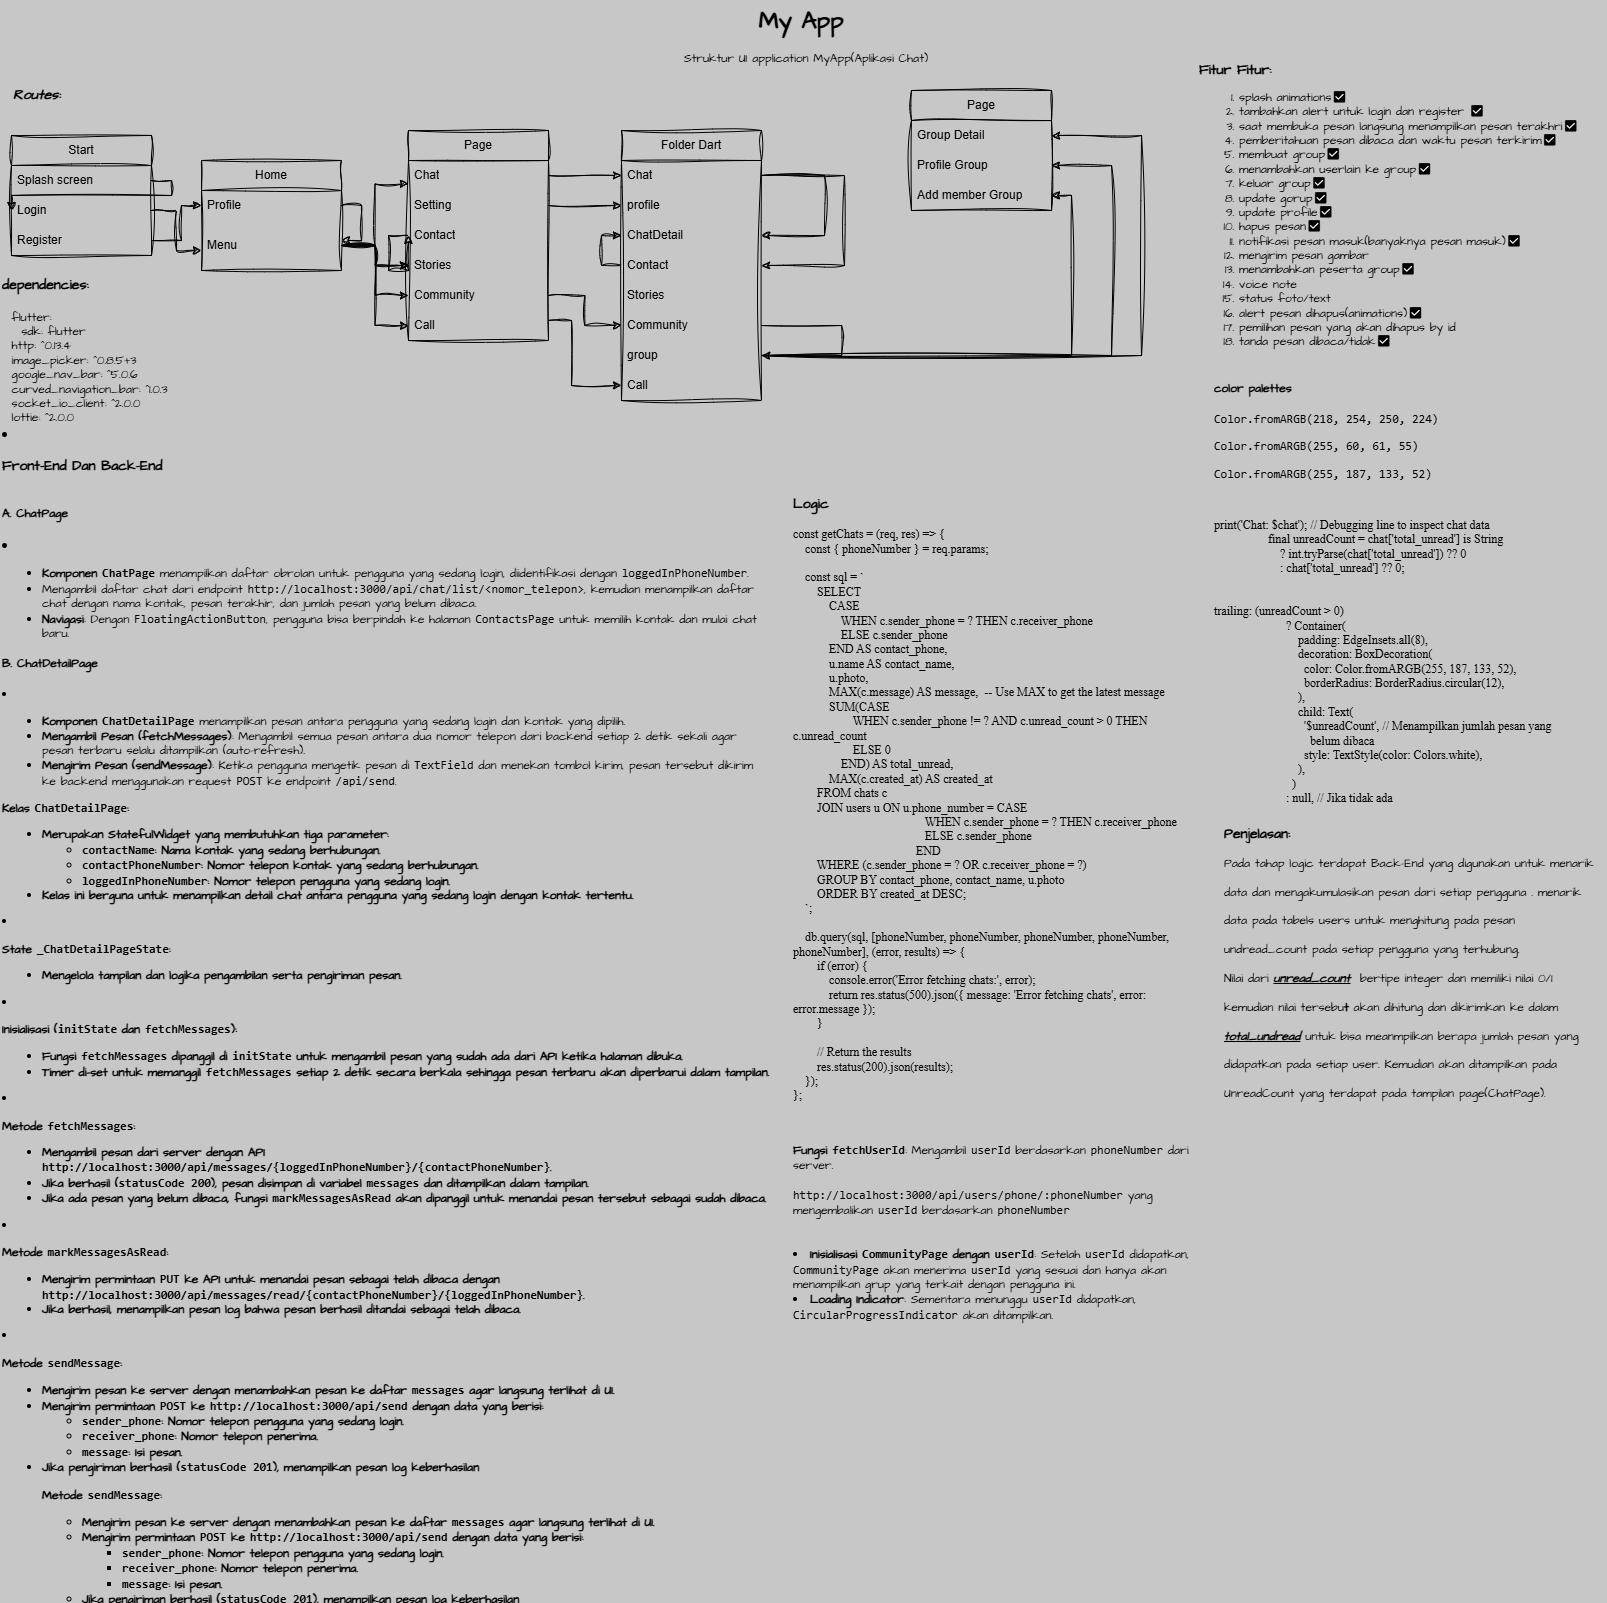 My App
Struktur UI application MyApp(Aplikasi Chat)
Routes:
Start
Splash screen
Login
Register
Home
Profile
Menu
Page
Chat
Setting
Contact
Stories
Community
Call
Folder Dart
Chat
profile
ChatDetail
Contact
Stories
Community
group
Call
Page
Group Detail
Profile Group
Add member Group
dependencies:
flutter:
sdk: flutter
http: ^0.13.4
image_picker: ^0.8.5+3
google_nav_bar: ^5.0.6
curved_navigation_bar: ^1.0.3
socket_io_client: ^2.0.0
lottie: ^2.0.0
Fitur Fitur:
1. splash animations ✅
2. tambahkan alert untuk login dan register ✅
3. saat membuka pesan langsung menampilkan pesan terakhri ✅
4. pemberitahuan pesan dibaca dan waktu pesan terkirim ✅
5. membuat group ✅
6. menambahkan userlain ke group ✅
7. keluar group ✅
8. update gorup ✅
9. update profile ✅
10. hapus pesan ✅
11. notifikasi pesan masuk(banyaknya pesan masuk) ✅
12. mengirim pesan gambar
13. menambahkan peserta group ✅
14. voice note
15. status foto/text
16. alert pesan dihapus(animations) ✅
17. pemilihan pesan yang akan dihapus by id
18. tanda pesan dibaca/tidak ✅
color palettes
Color.fromARGB(218, 254, 250, 224)
Color.fromARGB(255, 60, 61, 55)
Color.fromARGB(255, 187, 133, 52)
Front-End Dan Back-End
A. ChatPage
• Komponen ChatPage menampilkan daftar obrolan untuk pengguna yang sedang login, diidentifikasi dengan loggedInPhoneNumber.
• Mengambil daftar chat dari endpoint http://localhost:3000/api/chat/list/<nomor_telepon>, kemudian menampilkan daftar
chat dengan nama kontak, pesan terakhir, dan jumlah pesan yang belum dibaca.
• Navigasi: Dengan FloatingActionButton, pengguna bisa berpindah ke halaman ContactsPage untuk memilih kontak dan mulai chat
baru.
B. ChatDetailPage
• Komponen ChatDetailPage menampilkan pesan antara pengguna yang sedang login dan kontak yang dipilih.
• Mengambil Pesan (fetchMessages): Mengambil semua pesan antara dua nomor telepon dari backend setiap 2 detik sekali agar
pesan terbaru selalu ditampilkan (auto-refresh).
• Mengirim Pesan (sendMessage): Ketika pengguna mengetik pesan di TextField dan menekan tombol kirim, pesan tersebut dikirim
ke backend menggunakan request POST ke endpoint /api/send.
Kelas ChatDetailPage:
• Merupakan StatefulWidget yang membutuhkan tiga parameter:
◦ contactName: Nama kontak yang sedang berhubungan.
◦ contactPhoneNumber: Nomor telepon kontak yang sedang berhubungan.
◦ loggedInPhoneNumber: Nomor telepon pengguna yang sedang login.
• Kelas ini berguna untuk menampilkan detail chat antara pengguna yang sedang login dengan kontak tertentu.
State _ChatDetailPageState:
• Mengelola tampilan dan logika pengambilan serta pengiriman pesan.
Inisialisasi (initState dan fetchMessages):
• Fungsi fetchMessages dipanggil di initState untuk mengambil pesan yang sudah ada dari API ketika halaman dibuka.
• Timer di-set untuk memanggil fetchMessages setiap 2 detik secara berkala sehingga pesan terbaru akan diperbarui dalam tampilan.
Metode fetchMessages:
• Mengambil pesan dari server dengan API
http://localhost:3000/api/messages/{loggedInPhoneNumber}/{contactPhoneNumber}.
• Jika berhasil (statusCode 200), pesan disimpan di variabel messages dan ditampilkan dalam tampilan.
• Jika ada pesan yang belum dibaca, fungsi markMessagesAsRead akan dipanggil untuk menandai pesan tersebut sebagai sudah dibaca.
Metode markMessagesAsRead:
• Mengirim permintaan PUT ke API untuk menandai pesan sebagai telah dibaca dengan
http://localhost:3000/api/messages/read/{contactPhoneNumber}/{loggedInPhoneNumber}.
• Jika berhasil, menampilkan pesan log bahwa pesan berhasil ditandai sebagai telah dibaca.
Metode sendMessage:
• Mengirim pesan ke server dengan menambahkan pesan ke daftar messages agar langsung terlihat di UI.
• Mengirim permintaan POST ke http://localhost:3000/api/send dengan data yang berisi:
◦ sender_phone: Nomor telepon pengguna yang sedang login.
◦ receiver_phone: Nomor telepon penerima.
◦ message: Isi pesan.
• Jika pengiriman berhasil (statusCode 201), menampilkan pesan log keberhasilan
Metode sendMessage:
◦ Mengirim pesan ke server dengan menambahkan pesan ke daftar messages agar langsung terlihat di UI.
◦ Mengirim permintaan POST ke http://localhost:3000/api/send dengan data yang berisi:
▪ sender_phone: Nomor telepon pengguna yang sedang login.
▪ receiver_phone: Nomor telepon penerima.
▪ message: Isi pesan.
◦ Jika pengiriman berhasil (statusCode 201), menampilkan pesan log keberhasilan
Logic
const getChats = (req, res) => {
const { phoneNumber } = req.params;
const sql = `
SELECT
CASE
WHEN c.sender_phone = ? THEN c.receiver_phone
ELSE c.sender_phone
END AS contact_phone,
u.name AS contact_name,
u.photo,
MAX(c.message) AS message,  -- Use MAX to get the latest message
SUM(CASE
WHEN c.sender_phone != ? AND c.unread_count > 0 THEN
c.unread_count
ELSE 0
END) AS total_unread,
MAX(c.created_at) AS created_at
FROM chats c
JOIN users u ON u.phone_number = CASE
WHEN c.sender_phone = ? THEN c.receiver_phone
ELSE c.sender_phone
END
WHERE (c.sender_phone = ? OR c.receiver_phone = ?)
GROUP BY contact_phone, contact_name, u.photo
ORDER BY created_at DESC;
`;
db.query(sql, [phoneNumber, phoneNumber, phoneNumber, phoneNumber,
phoneNumber], (error, results) => {
if (error) {
console.error('Error fetching chats:', error);
return res.status(500).json({ message: 'Error fetching chats', error:
error.message });
}
// Return the results
res.status(200).json(results);
});
};
Fungsi fetchUserId: Mengambil userId berdasarkan phoneNumber dari
server.
http://localhost:3000/api/users/phone/:phoneNumber yang
mengembalikan userId berdasarkan phoneNumber
• Inisialisasi CommunityPage dengan userId: Setelah userId didapatkan,
CommunityPage akan menerima userId yang sesuai dan hanya akan
menampilkan grup yang terkait dengan pengguna ini.
• Loading Indicator: Sementara menunggu userId didapatkan,
CircularProgressIndicator akan ditampilkan.
print('Chat: $chat'); // Debugging line to inspect chat data
final unreadCount = chat['total_unread'] is String
? int.tryParse(chat['total_unread']) ?? 0
: chat['total_unread'] ?? 0;
trailing: (unreadCount > 0)
? Container(
padding: EdgeInsets.all(8),
decoration: BoxDecoration(
color: Color.fromARGB(255, 187, 133, 52),
borderRadius: BorderRadius.circular(12),
),
child: Text(
'$unreadCount', // Menampilkan jumlah pesan yang
belum dibaca
style: TextStyle(color: Colors.white),
),
)
: null, // Jika tidak ada
Penjelasan:
Pada tahap logic terdapat Back-End yang digunakan untuk menarik
data dan mengakumulasikan pesan dari setiap pengguna . menarik
data pada tabels users untuk menghitung pada pesan
undread_count pada setiap pengguna yang terhubung.
Nilai dari unread_count bertipe integer dan memiliki nilai 0/1
kemudian nilai tersebut akan dihitung dan dikirimkan ke dalam
total_undread untuk bisa meanmpilkan berapa jumlah pesan yang
didapatkan pada setiap user. Kemudian akan ditampilkan pada
UnreadCount yang terdapat pada tampilan page(ChatPage).